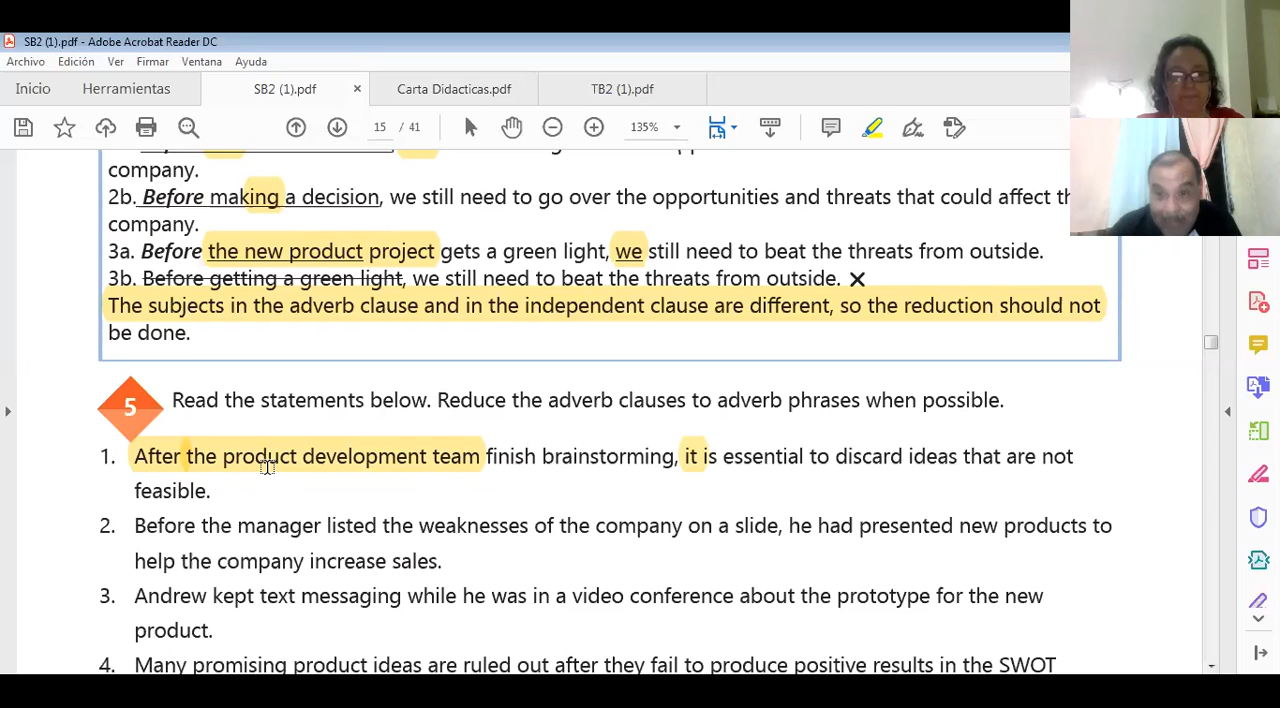 SB2 (1).pdf - Adobe Acrobat Reader DC
Archivo Edición Ver Firmar Ventana Ayuda
Inicio Herramientas SB2 (1).pdf × Carta Didacticas.pdf TB2 (1).pdf
15 / 41 135%
company.
2b. Before making a decision, we still need to go over the opportunities and threats that could affect
company.
3a. Before the new product project gets a green light, we still need to beat the threats from outside.
3b. Before getting a green light, we still need to beat the threats from outside. ✕
The subjects in the adverb clause and in the independent clause are different, so the reduction should not
be done.
5 Read the statements below. Reduce the adverb clauses to adverb phrases when possible.
1. After the product development team finish brainstorming, it is essential to discard ideas that are not
feasible.
2. Before the manager listed the weaknesses of the company on a slide, he had presented new products to
help the company increase sales.
3. Andrew kept text messaging while he was in a video conference about the prototype for the new
product.
4. Many promising product ideas are ruled out after they fail to produce positive results in the SWOT